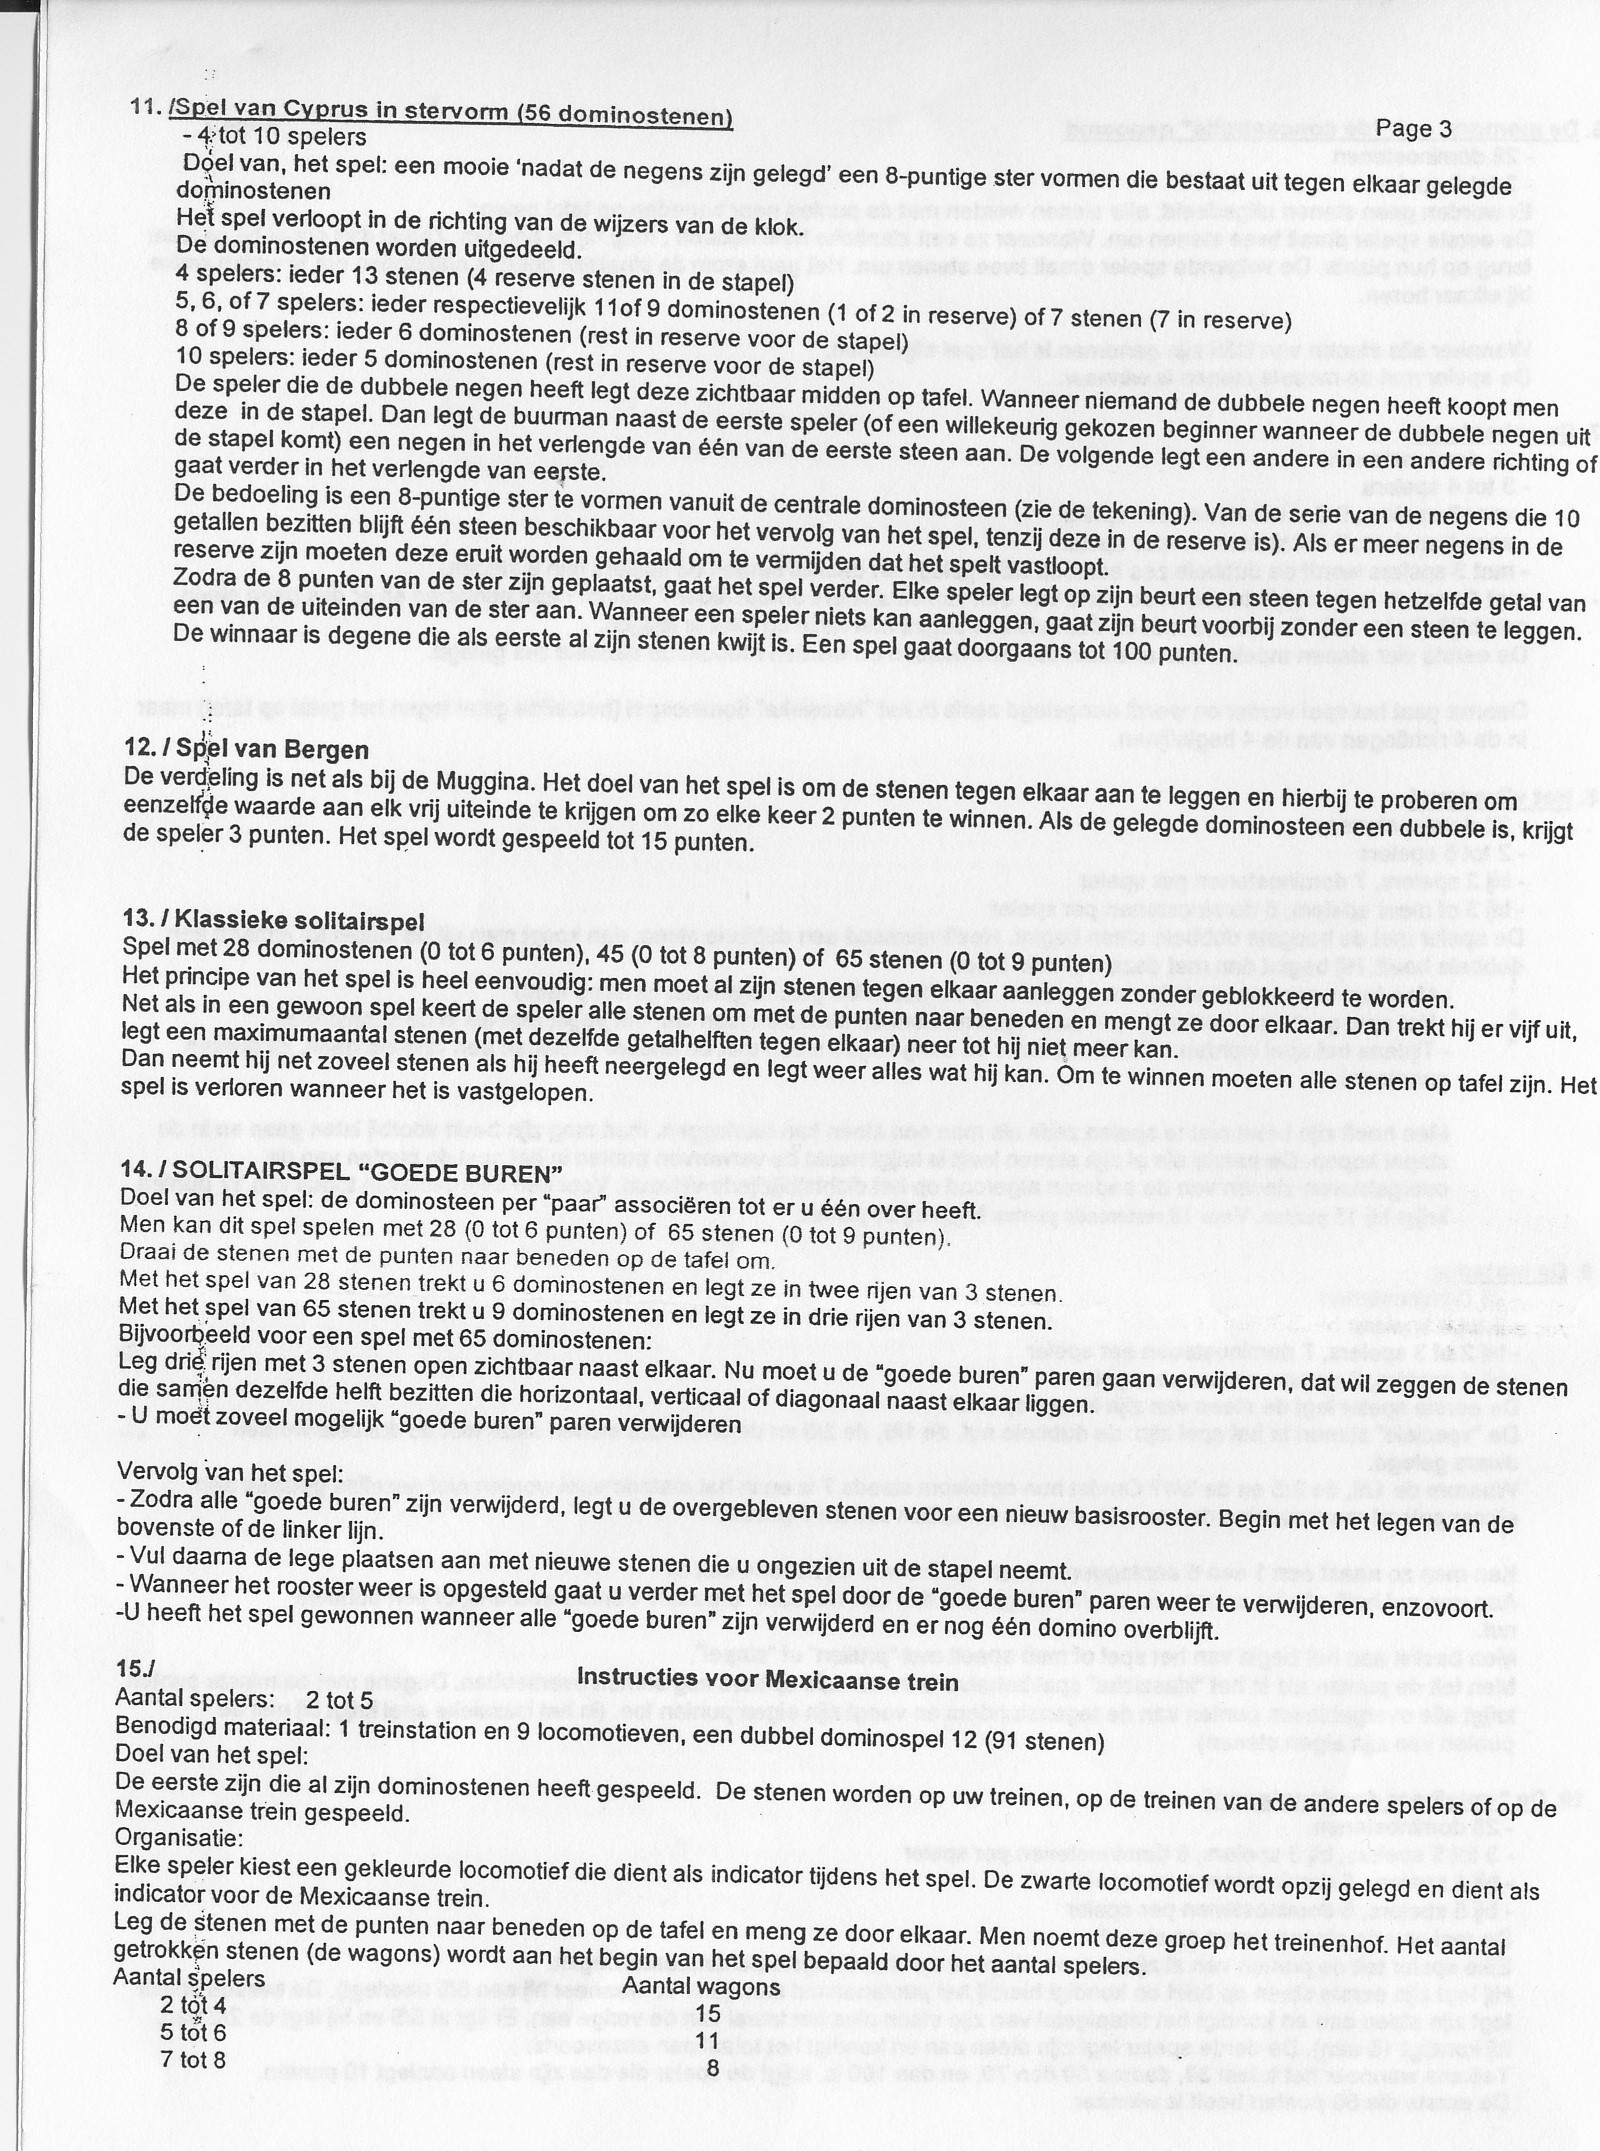 11. /Spel van Cyprus in stervorm (56 dominostenen)
Page 3
- 4 tot 10 spelers
Doel van, het spel: een mooie 'nadat de negens zijn gelegd' een 8-puntige ster vormen die bestaat uit tegen elkaar gelegde
dominostenen
Het spel verloopt in de richting van de wijzers van de klok.
De dominostenen worden uitgedeeld.
4 spelers: ieder 13 stenen (4 reserve stenen in de stapel)
5, 6, of 7 spelers: ieder respectievelijk 11of 9 dominostenen (1 of 2 in reserve) of 7 stenen (7 in reserve)
8 of 9 spelers: ieder 6 dominostenen (rest in reserve voor de stapel)
10 spelers: ieder 5 dominostenen (rest in reserve voor de stapel)
De speler die de dubbele negen heeft legt deze zichtbaar midden op tafel. Wanneer niemand de dubbele negen heeft koopt men
deze in de stapel. Dan legt de buurman naast de eerste speler (of een willekeurig gekozen beginner wanneer de dubbele negen uit
de stapel komt) een negen in het verlengde van één van de eerste steen aan. De volgende legt een andere in een andere richting of
gaat verder in het verlengde van eerste.
De bedoeling is een 8-puntige ster te vormen vanuit de centrale dominosteen (zie de tekening). Van de serie van de negens die 10
getallen bezitten blijft één steen beschikbaar voor het vervolg van het spel, tenzij deze in de reserve is). Als er meer negens in de
reserve zijn moeten deze eruit worden gehaald om te vermijden dat het spelt vastloopt.
Zodra de 8 punten van de ster zijn geplaatst, gaat het spel verder. Elke speler legt op zijn beurt een steen tegen hetzelfde getal van
een van de uiteinden van de ster aan. Wanneer een speler niets kan aanleggen, gaat zijn beurt voorbij zonder een steen te leggen.
De winnaar is degene die als eerste al zijn stenen kwijt is. Een spel gaat doorgaans tot 100 punten.
12. / Spel van Bergen
De verdeling is net als bij de Muggina. Het doel van het spel is om de stenen tegen elkaar aan te leggen en hierbij te proberen om
eenzelfde waarde aan elk vrij uiteinde te krijgen om zo elke keer 2 punten te winnen. Als de gelegde dominosteen een dubbele is, krijgt
de speler 3 punten. Het spel wordt gespeeld tot 15 punten.
13. / Klassieke solitairspel
Spel met 28 dominostenen (0 tot 6 punten), 45 (0 tot 8 punten) of 65 stenen (0 tot 9 punten)
Het principe van het spel is heel eenvoudig: men moet al zijn stenen tegen elkaar aanleggen zonder geblokkeerd te worden.
Net als in een gewoon spel keert de speler alle stenen om met de punten naar beneden en mengt ze door elkaar. Dan trekt hij er vijf uit,
legt een maximumaantal stenen (met dezelfde getalhelften tegen elkaar) neer tot hij niet meer kan.
Dan neemt hij net zoveel stenen als hij heeft neergelegd en legt weer alles wat hij kan. Om te winnen moeten alle stenen op tafel zijn. Het
spel is verloren wanneer het is vastgelopen.
14. / SOLITAIRSPEL "GOEDE BUREN"
Doel van het spel: de dominosteen per "paar" associëren tot er u één over heeft.
Men kan dit spel spelen met 28 (0 tot 6 punten) of 65 stenen (0 tot 9 punten).
Draai de stenen met de punten naar beneden op de tafel om.
Met het spel van 28 stenen trekt u 6 dominostenen en legt ze in twee rijen van 3 stenen.
Met het spel van 65 stenen trekt u 9 dominostenen en legt ze in drie rijen van 3 stenen.
Bijvoorbeeld voor een spel met 65 dominostenen:
Leg drie rijen met 3 stenen open zichtbaar naast elkaar. Nu moet u de "goede buren" paren gaan verwijderen, dat wil zeggen de stenen
die samen dezelfde helft bezitten die horizontaal, verticaal of diagonaal naast elkaar liggen.
- U moet zoveel mogelijk "goede buren" paren verwijderen
Vervolg van het spel:
- Zodra alle "goede buren" zijn verwijderd, legt u de overgebleven stenen voor een nieuw basisrooster. Begin met het legen van de
bovenste of de linker lijn.
- Vul daarna de lege plaatsen aan met nieuwe stenen die u ongezien uit de stapel neemt.
- Wanneer het rooster weer is opgesteld gaat u verder met het spel door de "goede buren" paren weer te verwijderen, enzovoort.
-U heeft het spel gewonnen wanneer alle "goede buren" zijn verwijderd en er nog één domino overblijft.
15./
Instructies voor Mexicaanse trein
Aantal spelers: 2 tot 5
Benodigd materiaal: 1 treinstation en 9 locomotieven, een dubbel dominospel 12 (91 stenen)
Doel van het spel:
De eerste zijn die al zijn dominostenen heeft gespeeld. De stenen worden op uw treinen, op de treinen van de andere spelers of op de
Mexicaanse trein gespeeld.
Organisatie:
Elke speler kiest een gekleurde locomotief die dient als indicator tijdens het spel. De zwarte locomotief wordt opzij gelegd en dient als
indicator voor de Mexicaanse trein.
Leg de stenen met de punten naar beneden op de tafel en meng ze door elkaar. Men noemt deze groep het treinenhof. Het aantal
getrokken stenen (de wagons) wordt aan het begin van het spel bepaald door het aantal spelers.
Aantal spelers Aantal wagons
2 tot 4 15
5 tot 6 11
7 tot 8 8